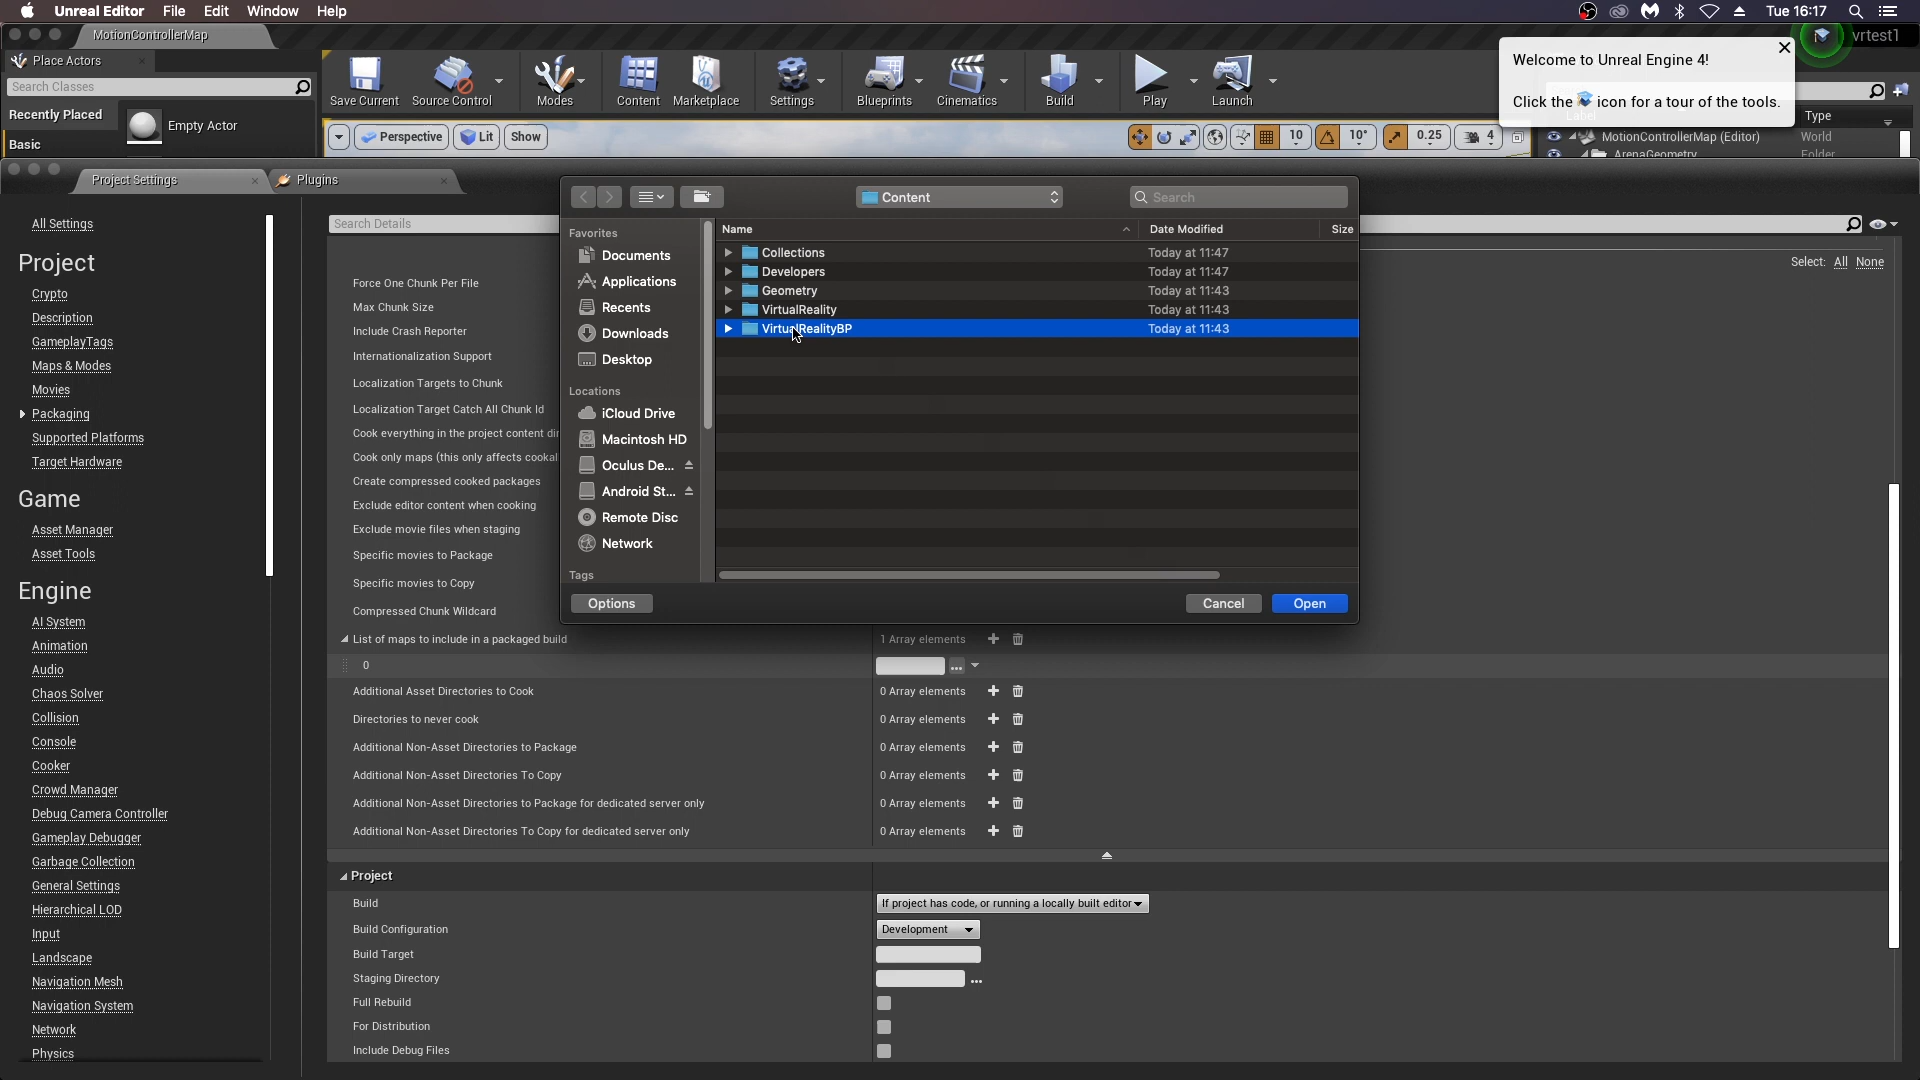 Unreal Editor File Edit Window Help
Tue 16:17
MotionControllerMap
vrtest1
Place Actors
Search Classes
Recently Played
Basic
Empty Actor
Save Current
Source Control
Modes
Content
Marketplace
Settings
Blueprints
Cinematics
Build
Play
Launch
Perspective
Lit
Show
10
10°
0.25
4
Welcome to Unreal Engine 4!
Click the icon for a tour of the tools.
Label
Type
MotionControllerMap (Editor)
World
ArenaGeometry
Folder
Project Settings
Plugins
All Settings
Project
Crypto
Description
GameplayTags
Maps & Modes
Movies
Packaging
Supported Platforms
Target Hardware
Game
Asset Manager
Asset Tools
Engine
AI System
Animation
Audio
Chaos Solver
Collision
Console
Cooker
Crowd Manager
Debug Camera Controller
Gameplay Debugger
Garbage Collection
General Settings
Hierarchical LOD
Input
Landscape
Navigation Mesh
Navigation System
Network
Physics
Search Details
Select: All None
Force One Chunk Per File
Max Chunk Size
Include Crash Reporter
Internationalization Support
Localization Targets to Chunk
Localization Target Catch All Chunk Id
Cook everything in the project content dir
Cook only maps (this only affects cookal
Create compressed cooked packages
Exclude editor content when cooking
Exclude movie files when staging
Specific movies to Package
Specific movies to Copy
Compressed Chunk Wildcard
Content
Search
Favorites
Documents
Applications
Recents
Downloads
Desktop
Locations
iCloud Drive
Macintosh HD
Oculus De...
Android St...
Remote Disc
Network
Tags
Name
Date Modified
Size
Collections Today at 11:47
Developers Today at 11:47
Geometry Today at 11:43
VirtualReality Today at 11:43
VirtualRealityBP Today at 11:43
Options
Cancel
Open
List of maps to include in a packaged build 1 Array elements
0 ...
Additional Asset Directories to Cook 0 Array elements
Directories to never cook 0 Array elements
Additional Non-Asset Directories to Package 0 Array elements
Additional Non-Asset Directories To Copy 0 Array elements
Additional Non-Asset Directories to Package for dedicated server only 0 Array elements
Additional Non-Asset Directories To Copy for dedicated server only 0 Array elements
Project
Build If project has code, or running a locally built editor
Build Configuration Development
Build Target
Staging Directory ...
Full Rebuild
For Distribution
Include Debug Files